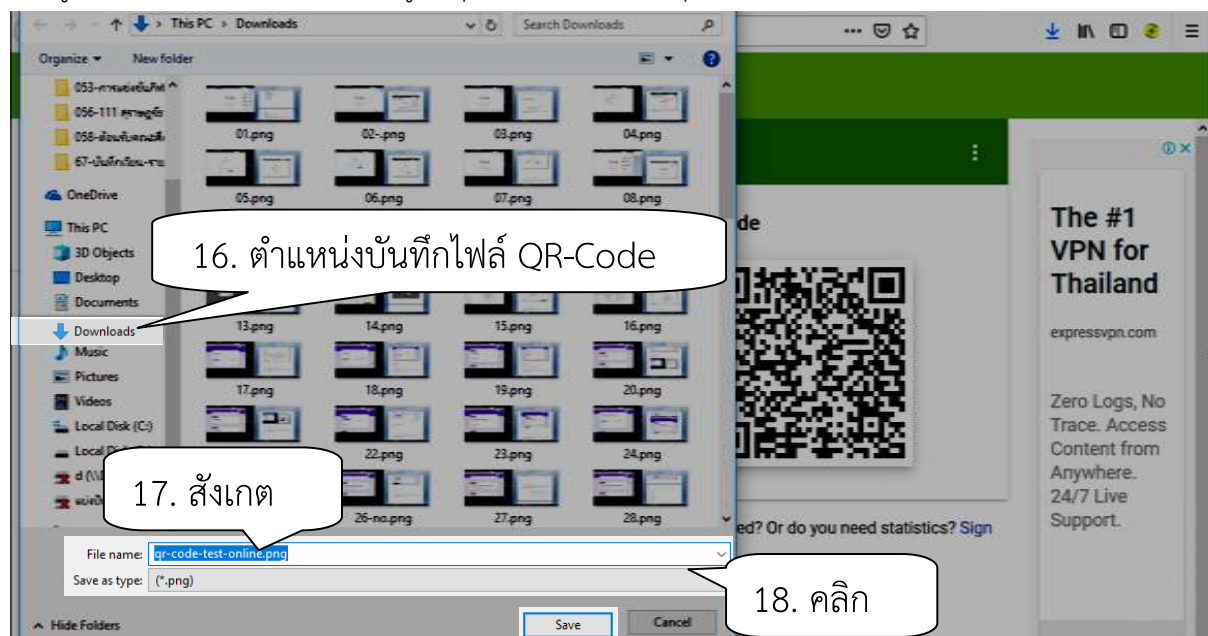 This PC > Downloads
Search Downloads
Organize
New folder
056-111
01.png
02-.png
03.png
04.png
OneDrive
05.png
06.png
07.png
08.png
This PC
3D Objects
Desktop
Documents
16. ตำแหน่งบันทึกไฟล์ QR-Code
de
Downloads
13.png
14.png
15.png
16.png
Music
Pictures
Videos
17.png
18.png
19.png
20.png
Local Disk (C:)
Local
22.png
23.png
24.png
17. สังเกต
26-no.png
27.png
28.png
File name: qr-code-test-online.png
Save as type: (*.png)
18. คลิก
Hide Folders
Save
Cancel
ed? Or do you need statistics? Sign
The #1
VPN for
Thailand
expressvpn.com
Zero Logs, No
Trace. Access
Content from
Anywhere.
24/7 Live
Support.